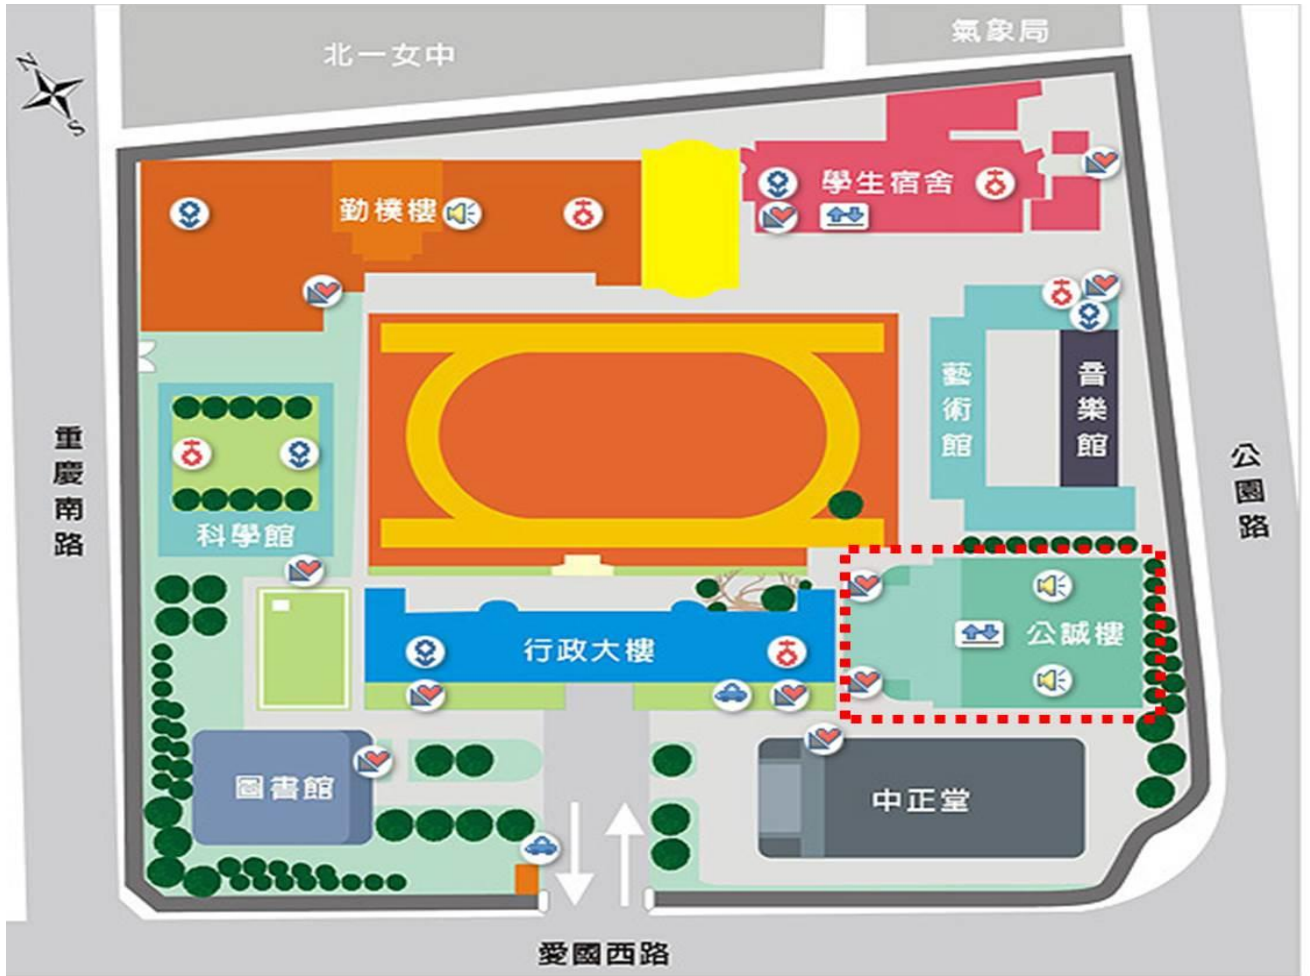 北一女中
氣象局
N
S
勤樸樓
學生宿舍
藝術館
音樂館
重慶南路
公園路
科學館
行政大樓
公誠樓
圖書館
中正堂
愛國西路